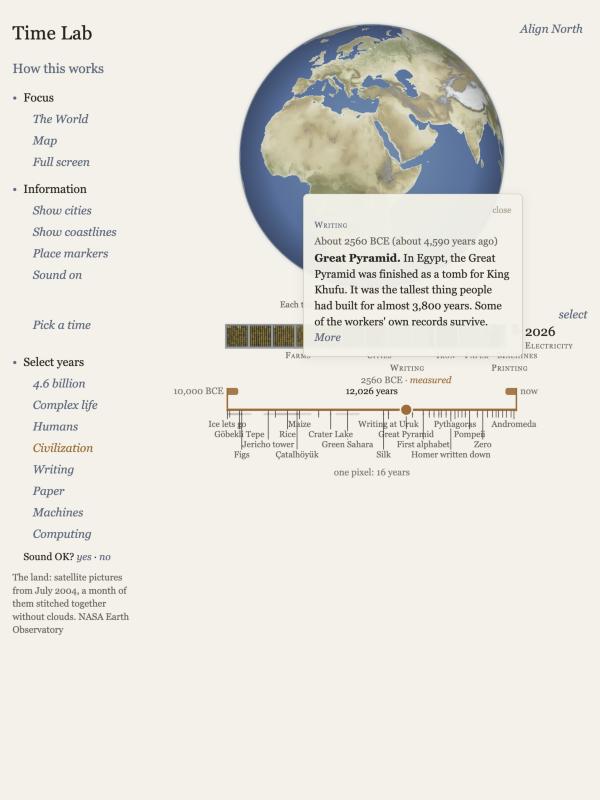 Time Lab
Align North
How this works
• Focus
The World
Map
Full screen
• Information
Show cities
Show coastlines
Place markers
Sound on
Pick a time
• Select years
4.6 billion
Complex life
Humans
Civilization
Writing
Paper
Machines
Computing
Sound OK? yes · no
The land: satellite pictures
from July 2004, a month of
them stitched together
without clouds. NASA Earth
Observatory
close
Writing
About 2560 BCE (about 4,590 years ago)
Great Pyramid. In Egypt, the Great
Pyramid was finished as a tomb for King
Khufu. It was the tallest thing people
had built for almost 3,800 years. Some
of the workers' own records survive.
More
Each
select
2026
Electricity
Farms Cities Iron Paper Machines
Writing Printing
2560 BCE · measured
10,000 BCE 12,026 years now
Ice lets go Maize Writing at Uruk Pythagoras Andromeda
Göbekli Tepe Rice Crater Lake Great Pyramid Pompeii
Jericho tower Green Sahara First alphabet Zero
Figs Çatalhöyük Silk Homer written down
one pixel: 16 years